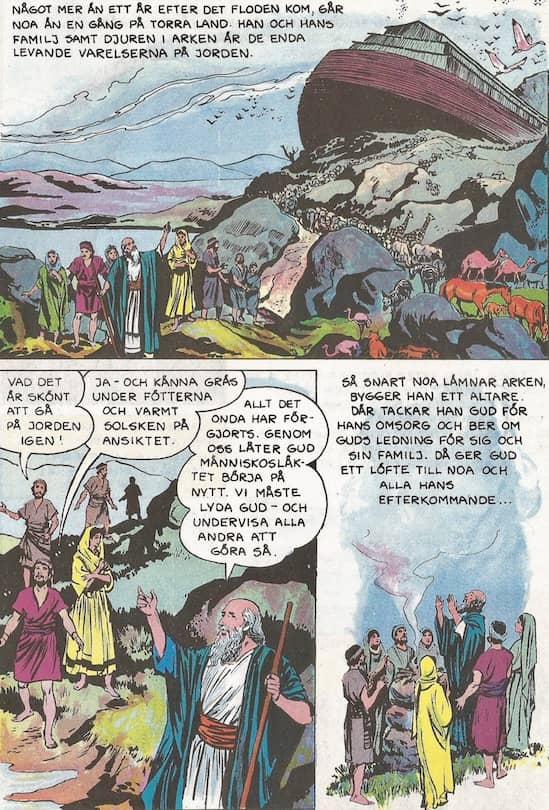 NÅGOT MER ÄN ETT ÅR EFTER DET FLODEN KOM, GÅR
NOA ÄN EN GÅNG PÅ TORRA LAND. HAN OCH HANS
FAMILJ SAMT DJUREN I ARKEN ÄR DE ENDA
LEVANDE VARELSERNA PÅ JORDEN.
VAD DET
ÄR SKÖNT
ATT GÅ
PÅ JORDEN
IGEN!
JA - OCH KÄNNA GRÄS
UNDER FÖTTERNA
OCH VARMT
SOLSKEN PÅ
ANSIKTET.
ALLT DET
ONDA HAR FÖR-
GJORTS. GENOM
OSS LÅTER GUD
MÄNNISKOSLÄK-
TET BÖRJA PÅ
NYTT. VI MÅSTE
LYDA GUD - OCH
UNDERVISA ALLA
ANDRA ATT
GÖRA SÅ.
SÅ SNART NOA LÄMNAR ARKEN,
BYGGER HAN ETT ALTARE.
DÄR TACKAR HAN GUD FÖR
HANS OMSORG OCH BER OM
GUDS LEDNING FÖR SIG OCH
SIN FAMILJ. DÅ GER GUD
ETT LÖFTE TILL NOA OCH
ALLA HANS
EFTERKOMMANDE...